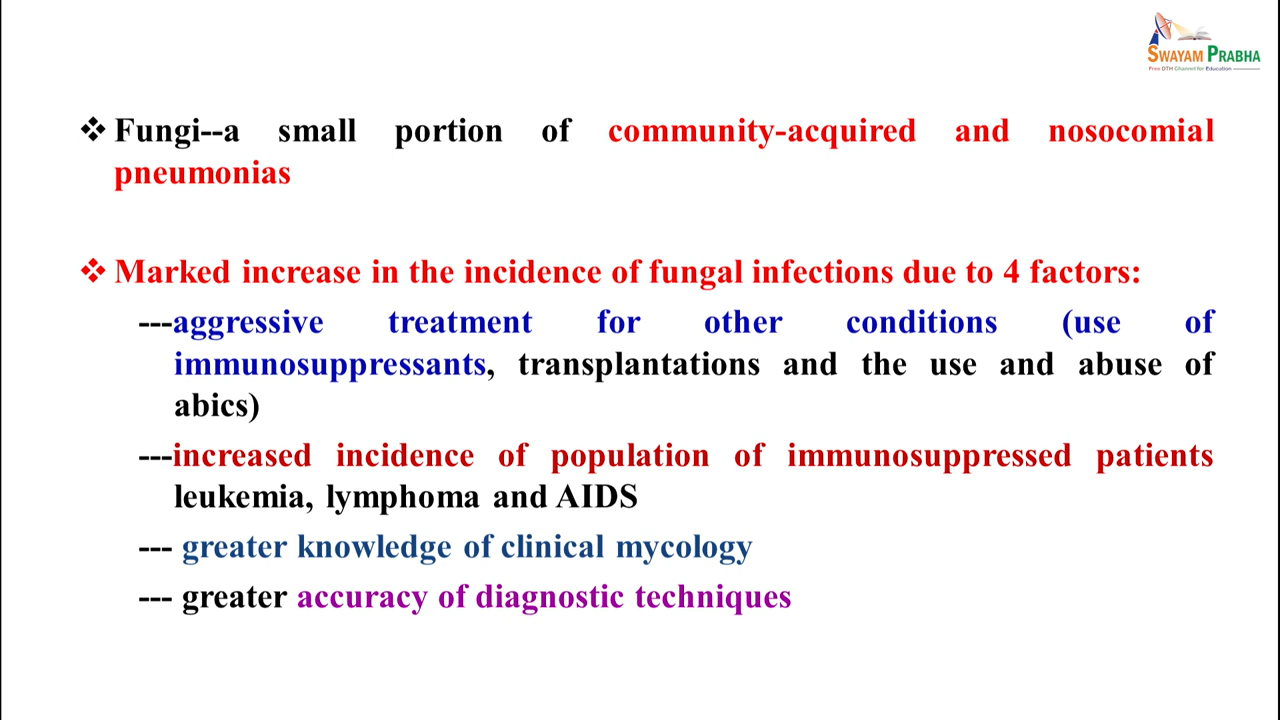 SWAYAM PRABHA
Free DTH Channel for Education
❖ Fungi--a small portion of community-acquired and nosocomial
pneumonias
❖ Marked increase in the incidence of fungal infections due to 4 factors:
---aggressive treatment for other conditions (use of
immunosuppressants, transplantations and the use and abuse of
abics)
---increased incidence of population of immunosuppressed patients
leukemia, lymphoma and AIDS
--- greater knowledge of clinical mycology
--- greater accuracy of diagnostic techniques